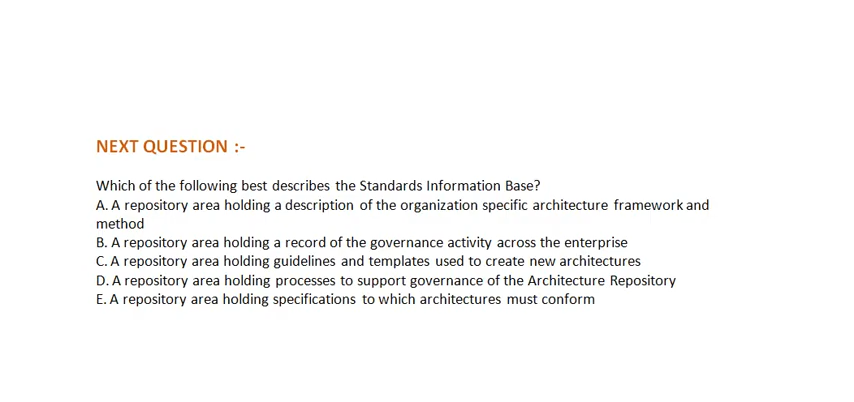 NEXT QUESTION :-
Which of the following best describes the Standards Information Base?
A. A repository area holding a description of the organization specific architecture framework and
method
B. A repository area holding a record of the governance activity across the enterprise
C. A repository area holding guidelines and templates used to create new architectures
D. A repository area holding processes to support governance of the Architecture Repository
E. A repository area holding specifications to which architectures must conform